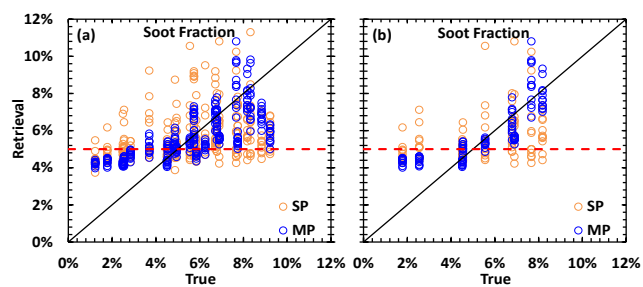 (a) Soot Fraction
(b) Soot Fraction
Retrieval
12%
10%
8%
6%
4%
2%
0%
SP
MP
SP
MP
0% 2% 4% 6% 8% 10% 12%
0% 2% 4% 6% 8% 10% 12%
True
True